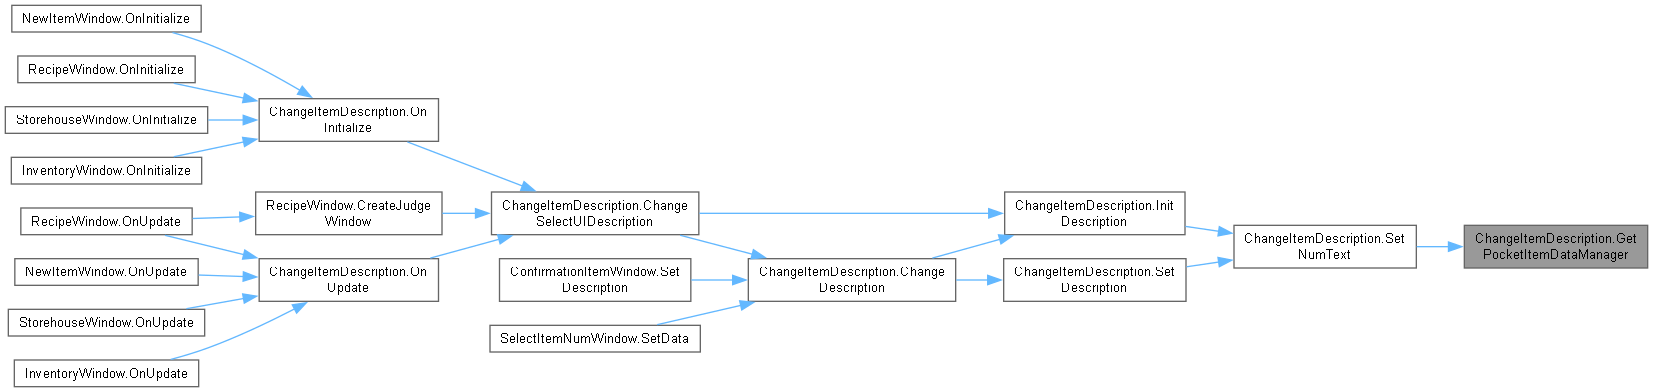 NewItemWindow.OnInitialize
RecipeWindow.OnInitialize
StorehouseWindow.OnInitialize
InventoryWindow.OnInitialize
ChangeItemDescription.On
Initialize
RecipeWindow.OnUpdate
NewItemWindow.OnUpdate
StorehouseWindow.OnUpdate
InventoryWindow.OnUpdate
RecipeWindow.CreateJudge
Window
ChangeItemDescription.On
Update
ChangeItemDescription.Change
SelectUIDescription
ConfirmationItemWindow.Set
Description
SelectItemNumWindow.SetData
ChangeItemDescription.Change
Description
ChangeItemDescription.Init
Description
ChangeItemDescription.Set
Description
ChangeItemDescription.Set
NumText
ChangeItemDescription.Get
PocketItemDataManager